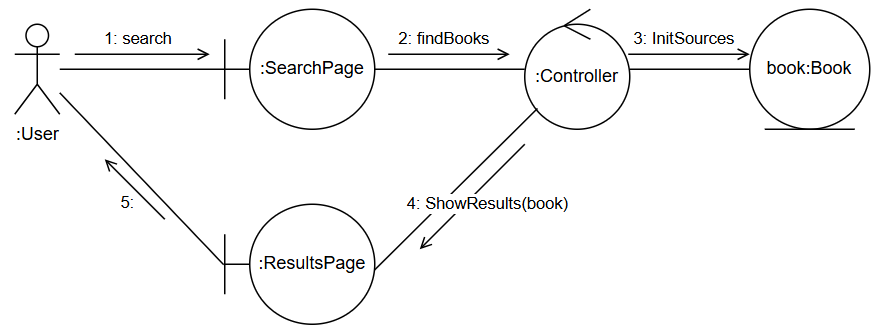 1: search
2: findBooks
3: InitSources
:SearchPage
:Controller
book:Book
:User
5:
4: ShowResults(book)
:ResultsPage